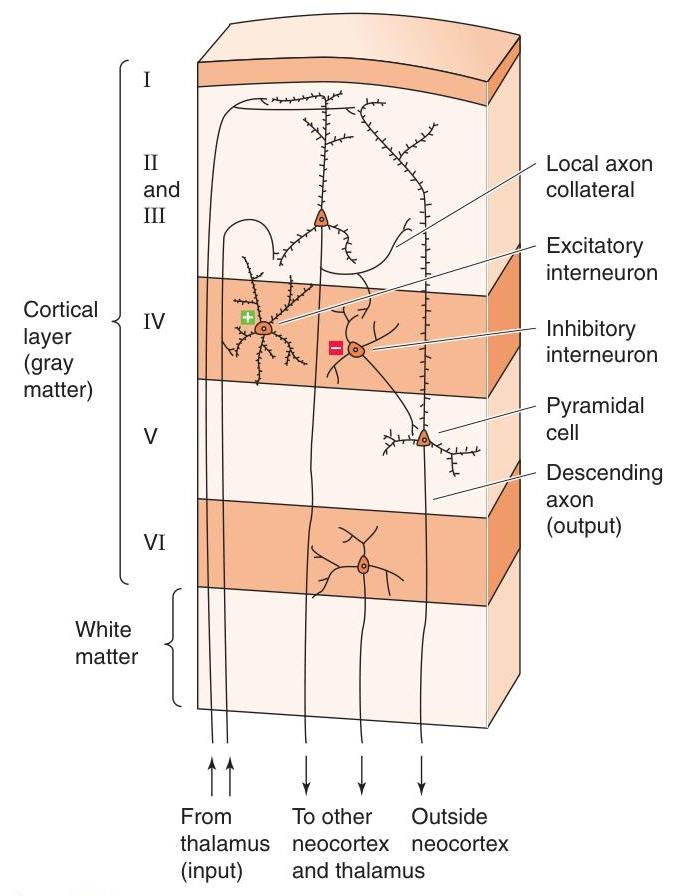 I
II
and
III
IV
V
VI
Cortical
layer
(gray
matter)
White
matter
Local axon
collateral
Excitatory
interneuron
Inhibitory
interneuron
Pyramidal
cell
Descending
axon
(output)
+
−
From
thalamus
(input)
To other
neocortex
and thalamus
Outside
neocortex